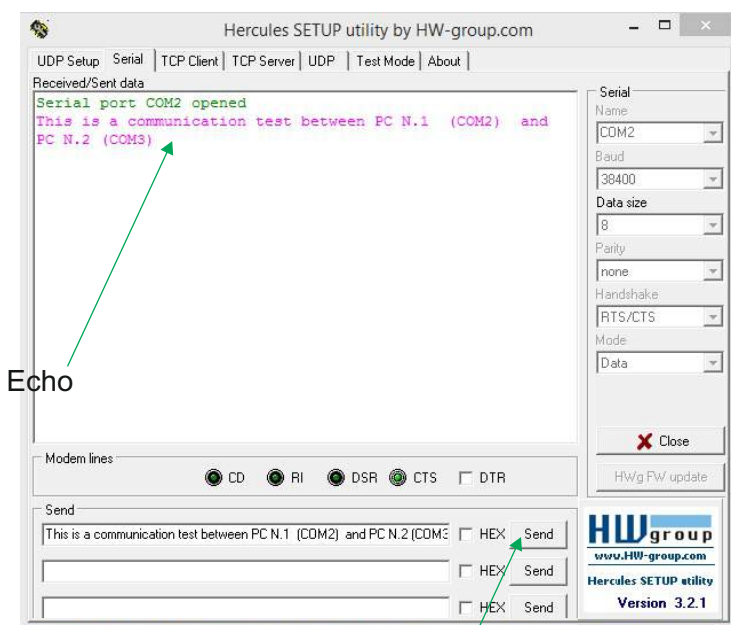 Hercules SETUP utility by HW-group.com
UDP Setup Serial TCP Client TCP Server UDP Test Mode About
Received/Sent data
Serial port COM2 opened
This is a communication test between PC N.1 (COM2) and
PC N.2 (COM3)
Echo
Serial
Name
COM2
Baud
38400
Data size
8
Parity
none
Handshake
RTS/CTS
Mode
Data
Close
HWg FW update
Modem lines
CD RI DSR CTS DTR
Send
This is a communication test between PC N.1 (COM2) and PC N.2 (COM3 HEX Send
HEX Send
HEX Send
HWgroup
www.HW-group.com
Hercules SETUP utility
Version 3.2.1